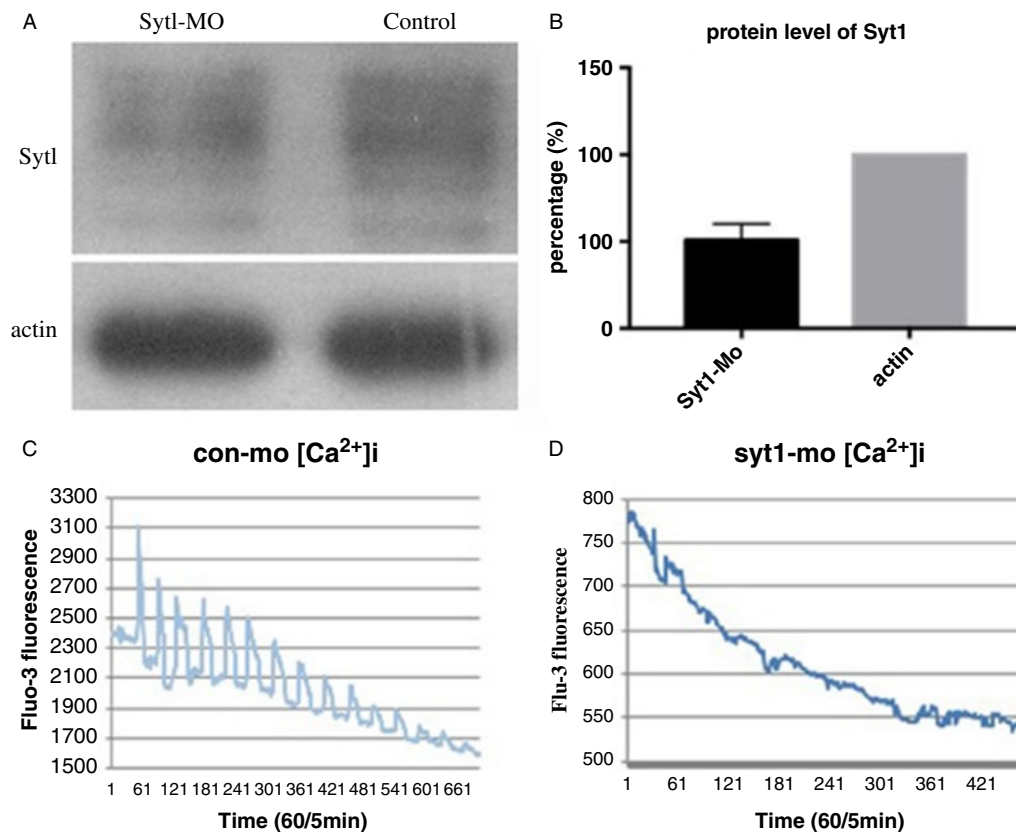 A
Sytl-MO Control
Sytl
actin
B
protein level of Syt1
percentage (%)
150
100
100
0
Syt1-Mo
actin
C
con-mo [Ca²⁺]i
Fluo-3 fluorescence
3300
3100
2900
2700
2500
2300
2100
1900
1700
1500
1 61 121 181 241 301 361 421 481 541 601 661
Time (60/5min)
D
syt1-mo [Ca²⁺]i
Flu-3 fluorescence
800
750
700
650
600
550
500
1 61 121 181 241 301 361 421
Time (60/5min)